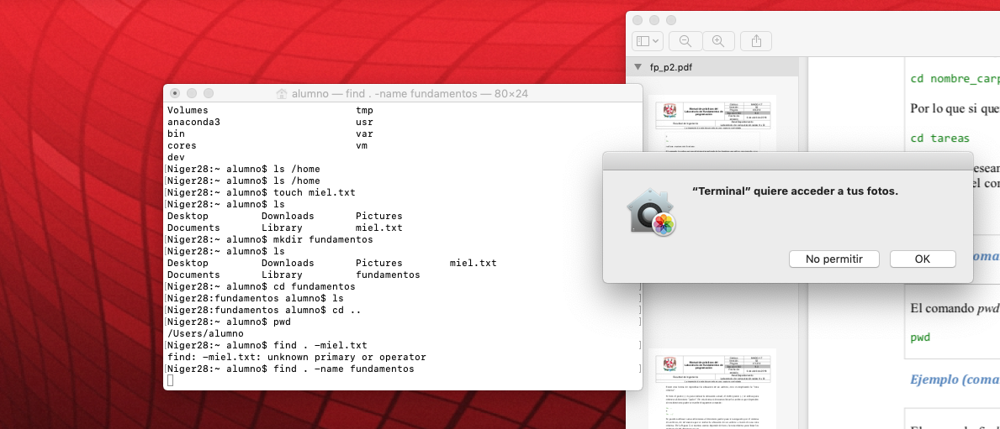 alumno — find . -name fundamentos — 80×24
Volumes tmp
anaconda3 usr
bin var
cores vm
dev
[Niger28:~ alumno$ ls /home
[Niger28:~ alumno$ ls /home
[Niger28:~ alumno$ touch miel.txt
[Niger28:~ alumno$ ls
Desktop Downloads Pictures
Documents Library miel.txt
[Niger28:~ alumno$ mkdir fundamentos
[Niger28:~ alumno$ ls
Desktop Downloads Pictures miel.txt
Documents Library fundamentos
[Niger28:~ alumno$ cd fundamentos ]
[Niger28:fundamentos alumno$ ls ]
[Niger28:fundamentos alumno$ cd .. ]
[Niger28:~ alumno$ pwd ]
/Users/alumno
[Niger28:~ alumno$ find . -miel.txt ]
find: -miel.txt: unknown primary or operator
[Niger28:~ alumno$ find . -name fundamentos ]
fp_p2.pdf
“Terminal” quiere acceder a tus fotos.
No permitir OK
cd nombre_carp
Por lo que si que
cd tareas
esean
el con
(coma
El comando pwd
pwd
Ejemplo (coma